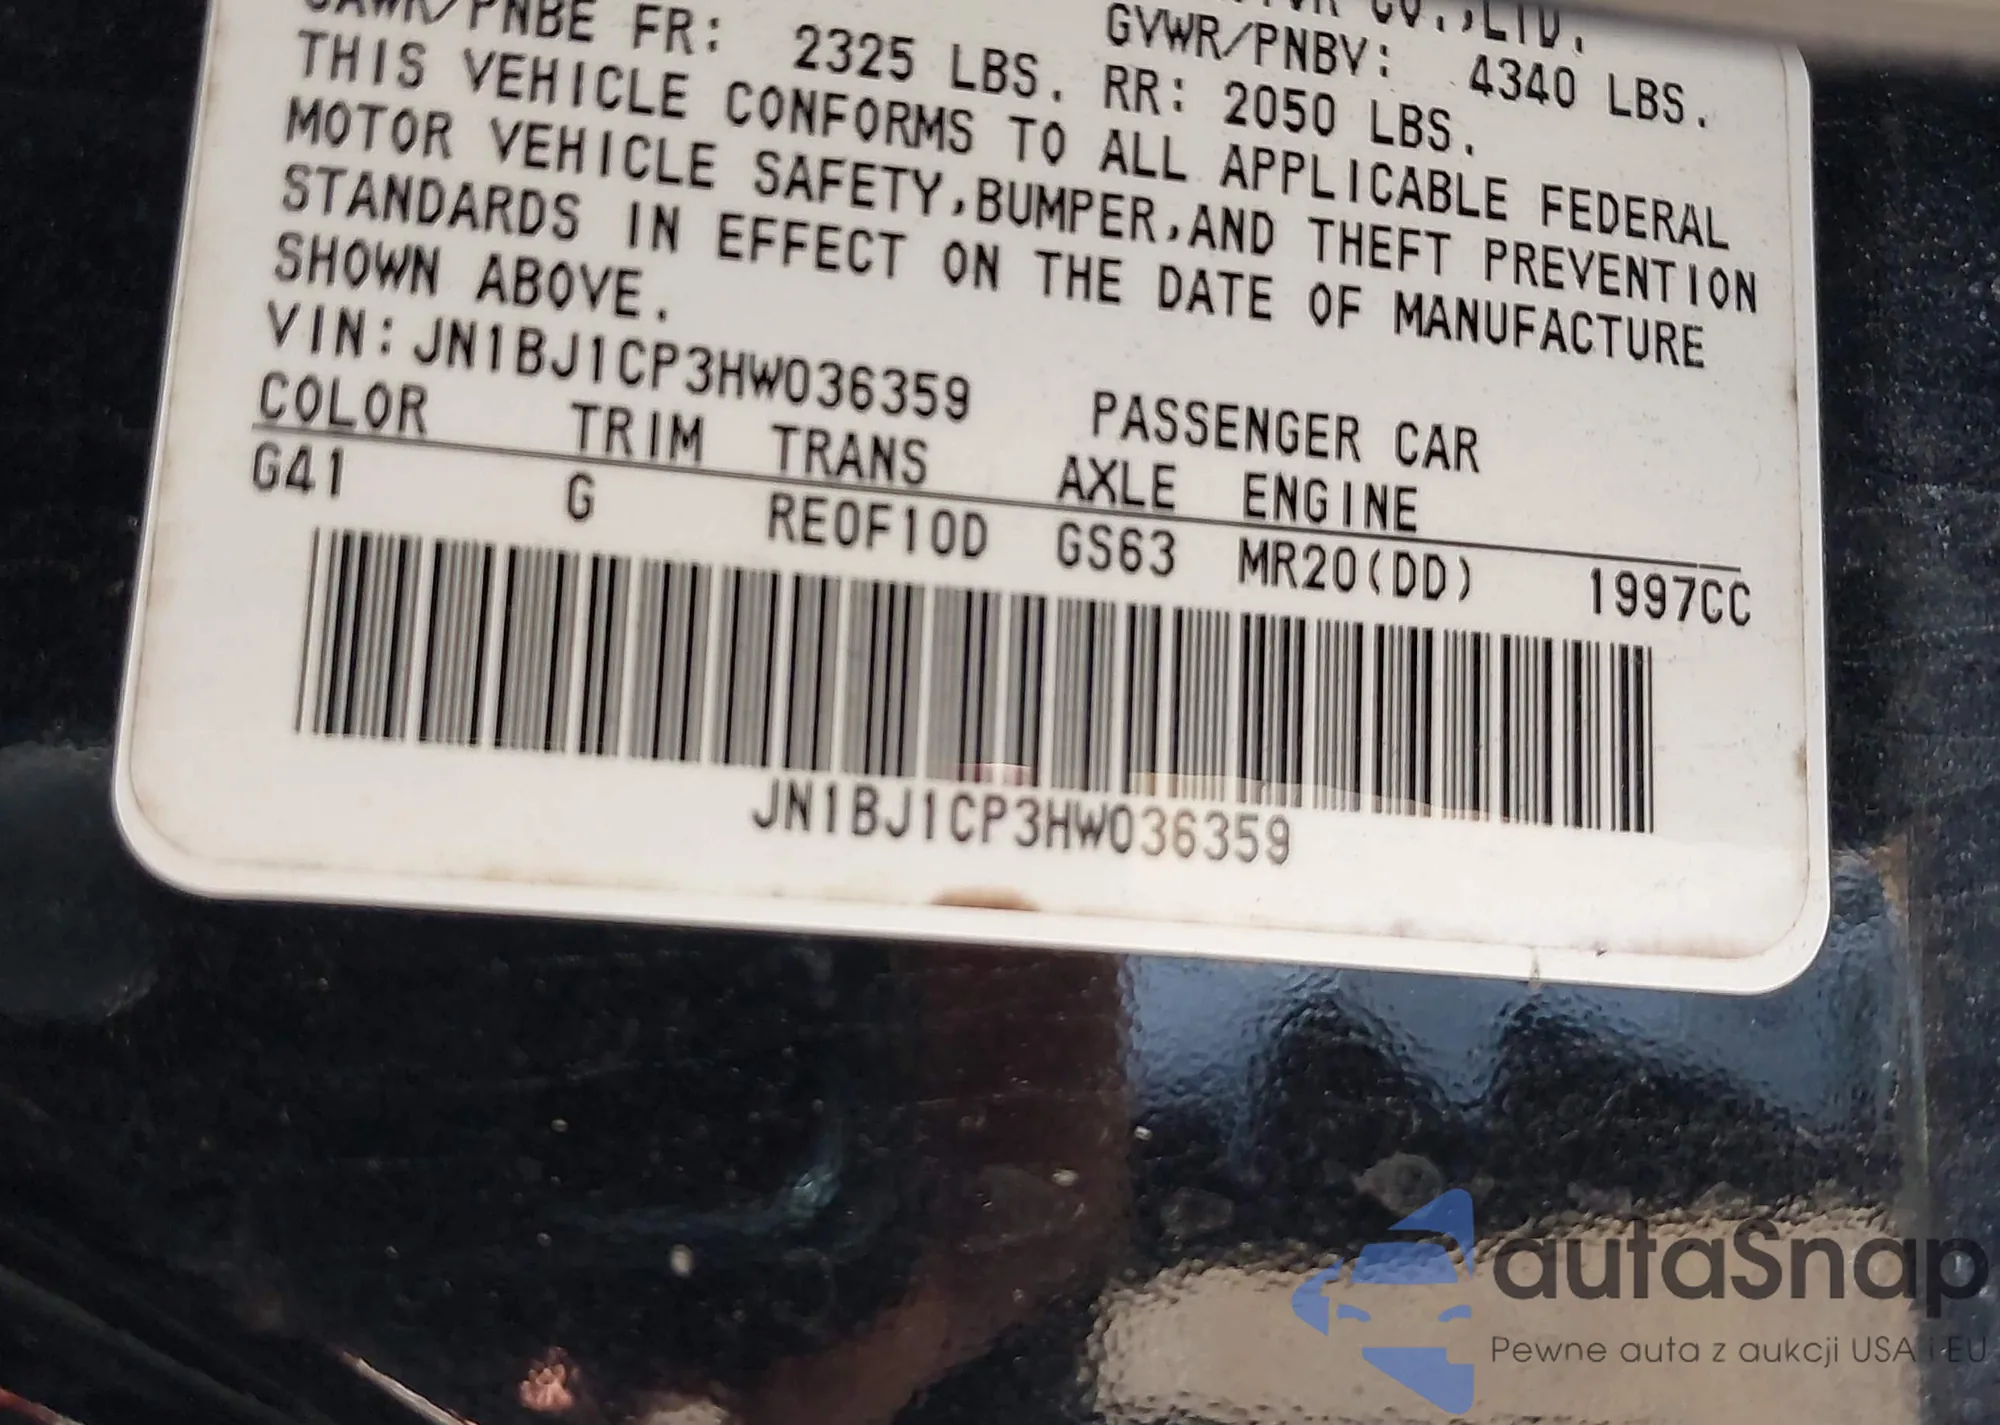 CO.,LTD.
GVWR/PNBV: 4340 LBS.
GAWR/PNBE FR: 2325 LBS. RR: 2050 LBS.
THIS VEHICLE CONFORMS TO ALL APPLICABLE FEDERAL
MOTOR VEHICLE SAFETY,BUMPER,AND THEFT PREVENTION
STANDARDS IN EFFECT ON THE DATE OF MANUFACTURE
SHOWN ABOVE.
VIN:JN1BJ1CP3HW036359 PASSENGER CAR
COLOR TRIM TRANS AXLE ENGINE
G41 G RE0F10D GS63 MR20(DD) 1997CC
JN1BJ1CP3HW036359
autaSnap
Pewne auta z aukcji USA i EU